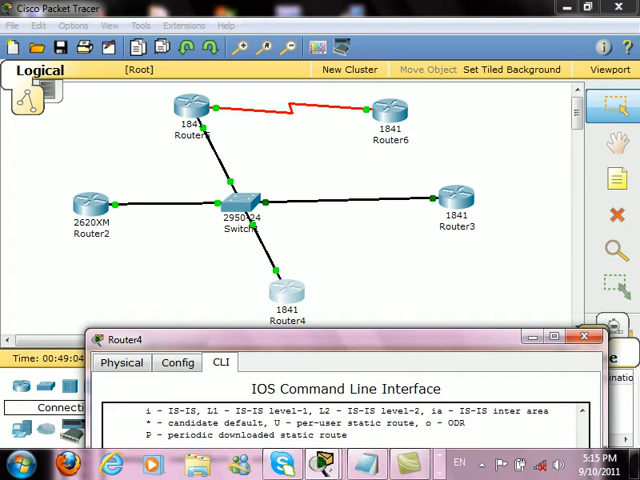 Cisco Packet Tracer
File Edit Options View Tools Extensions Help
Logical [Root] New Cluster Move Object Set Tiled Background Viewport
1841
1841
Router6
2620XM
Router2
2950-24
Switch
1841
Router3
1841
Router4
Router4
Time: 00:49:04
Physical Config CLI
IOS Command Line Interface
i - IS-IS, L1 - IS-IS level-1, L2 - IS-IS level-2, ia - IS-IS inter area
* - candidate default, U - per-user static route, o - ODR
P - periodic downloaded static route
Connecti
EN
5:15 PM
9/10/2011